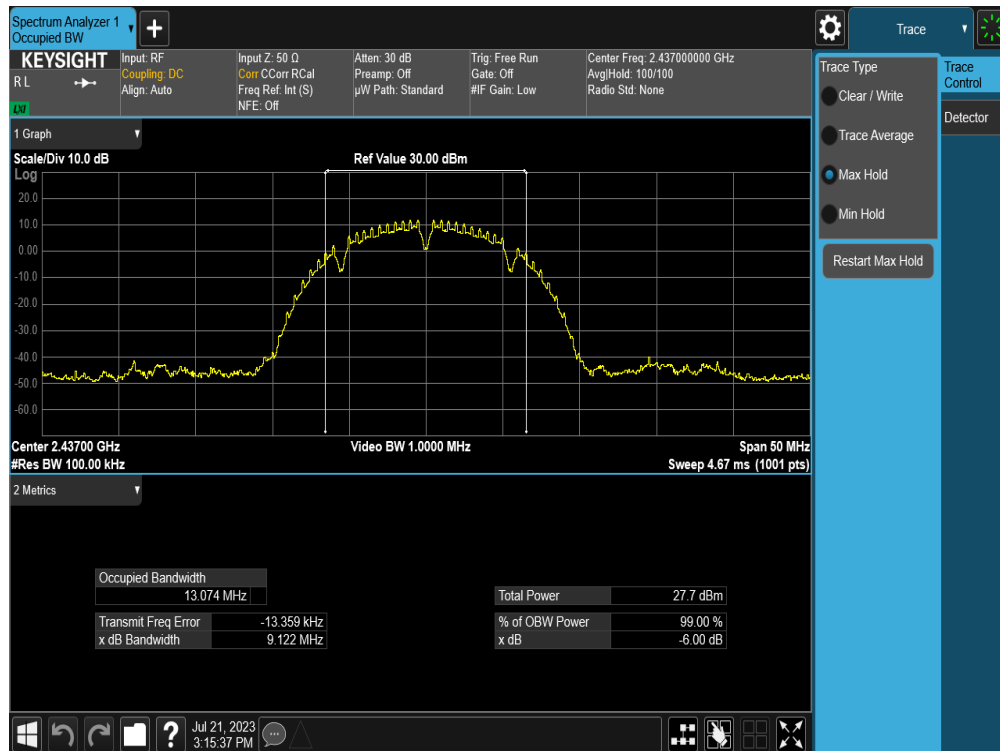 Spectrum Analyzer 1
Occupied BW
+
Trace
KEYSIGHT
R L
LXI
Input: RF
Coupling: DC
Align: Auto
Input Z: 50 Ω
Corr CCorr RCal
Freq Ref: Int (S)
NFE: Off
Atten: 30 dB
Preamp: Off
µW Path: Standard
Trig: Free Run
Gate: Off
#IF Gain: Low
Center Freq: 2.437000000 GHz
Avg|Hold: 100/100
Radio Std: None
Trace Type
Clear / Write
Trace Average
Max Hold
Min Hold
Restart Max Hold
Trace
Control
Detector
1 Graph
Scale/Div 10.0 dB
Ref Value 30.00 dBm
Log
20.0
10.0
0.00
-10.0
-20.0
-30.0
-40.0
-50.0
-60.0
Center 2.43700 GHz
Video BW 1.0000 MHz
Span 50 MHz
#Res BW 100.00 kHz
Sweep 4.67 ms (1001 pts)
2 Metrics
Occupied Bandwidth
13.074 MHz
Transmit Freq Error -13.359 kHz
x dB Bandwidth 9.122 MHz
Total Power 27.7 dBm
% of OBW Power 99.00 %
x dB -6.00 dB
?
Jul 21, 2023
3:15:37 PM